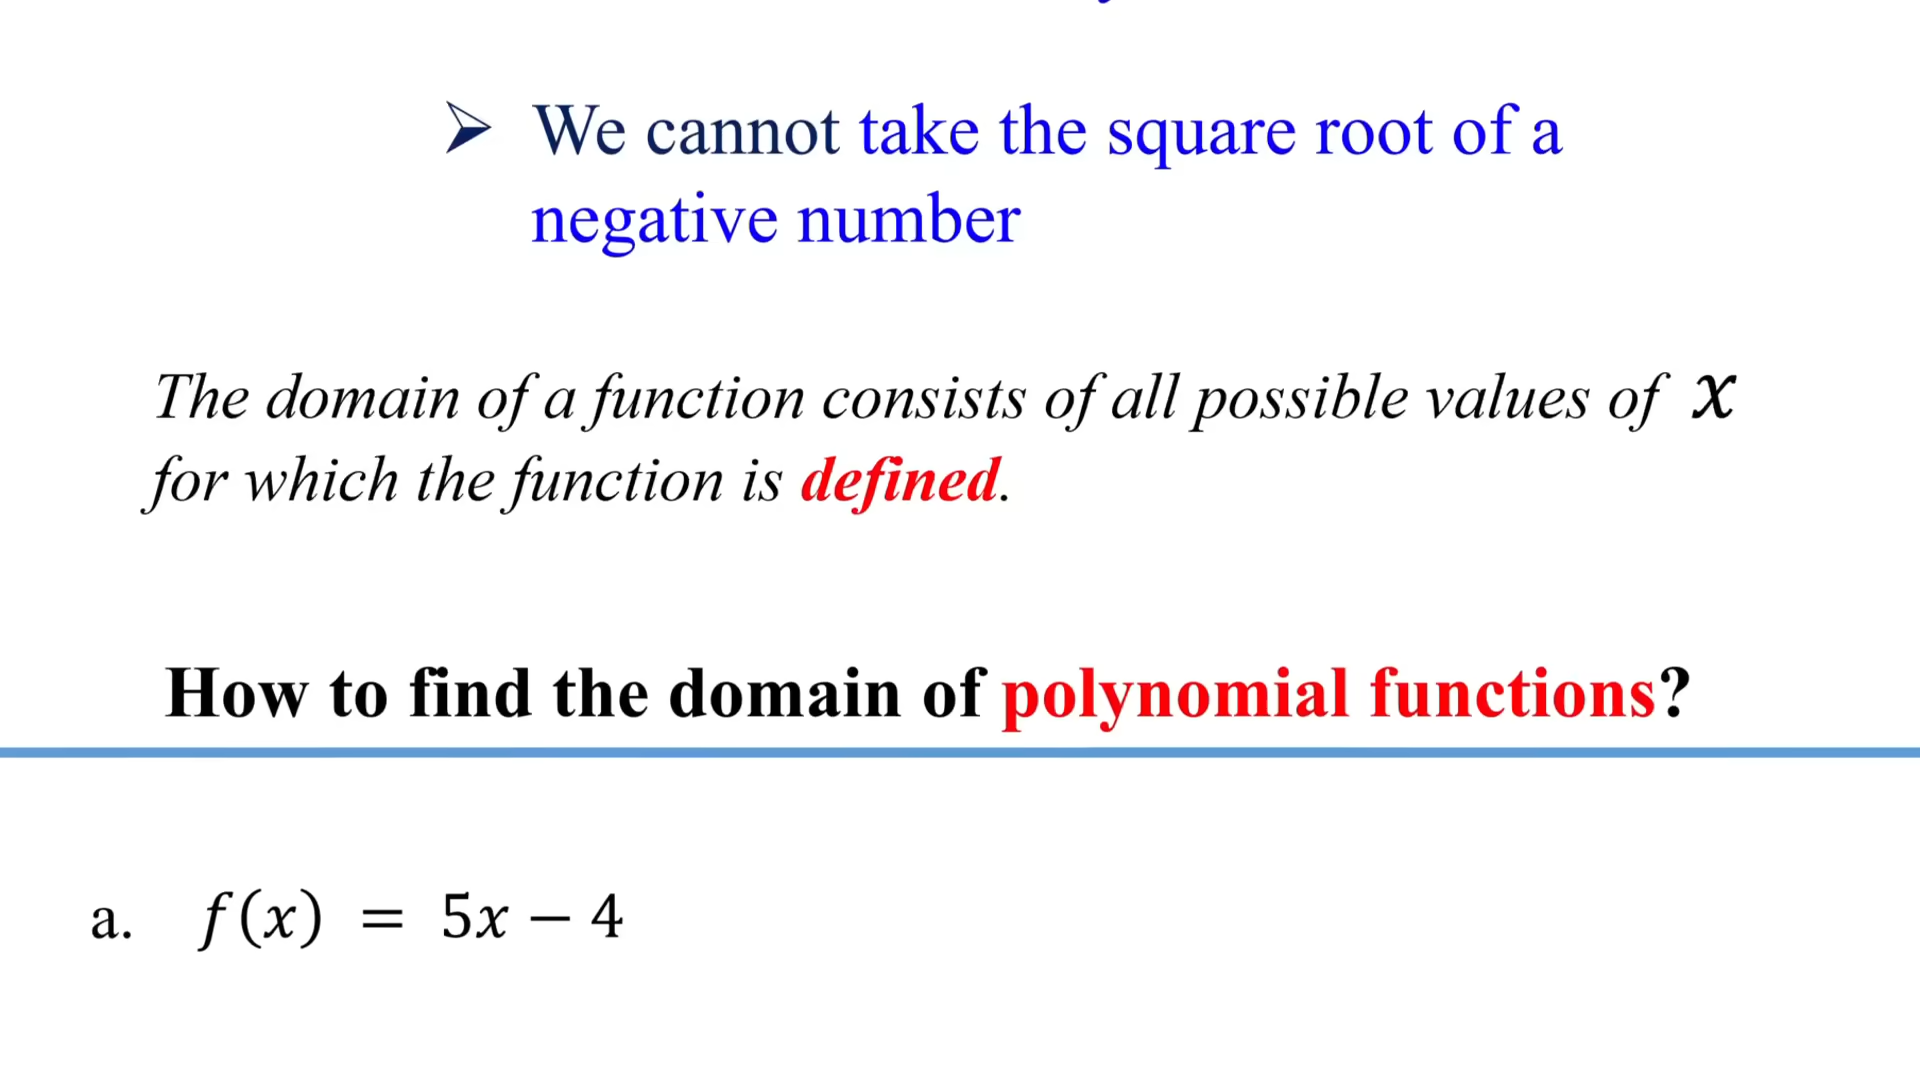 ➢ We cannot take the square root of a
negative number
The domain of a function consists of all possible values of x
for which the function is defined.
How to find the domain of polynomial functions?
a. f(x) = 5x − 4